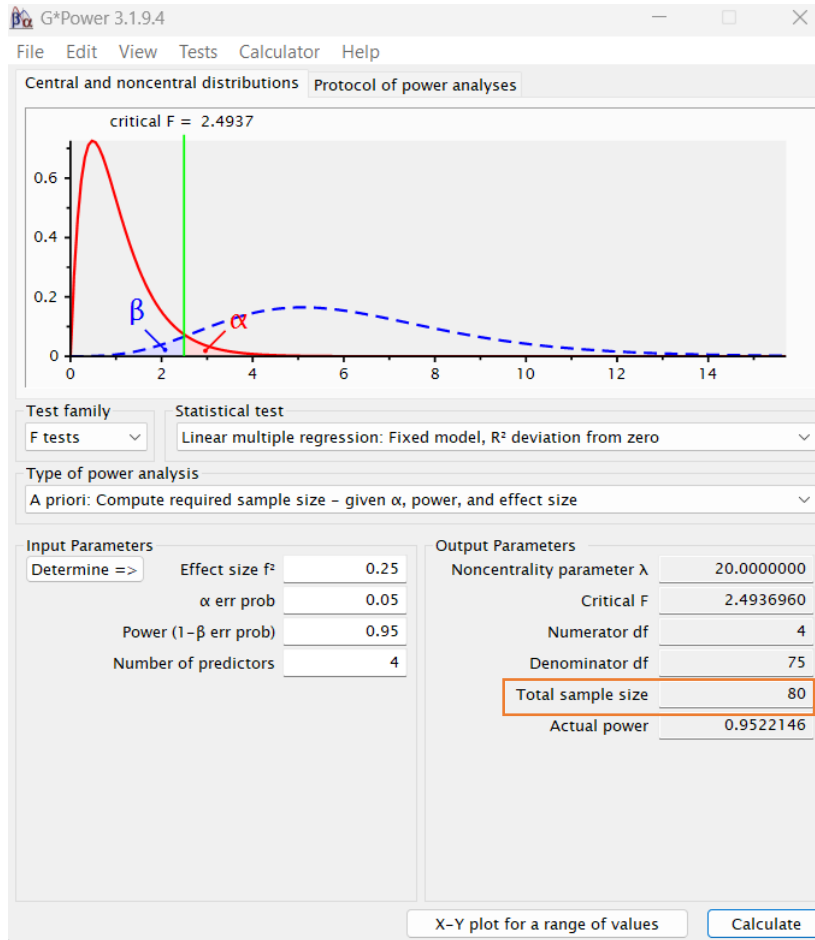 G*Power 3.1.9.4
File Edit View Tests Calculator Help
Central and noncentral distributions Protocol of power analyses
critical F = 2.4937
0.6
0.4
0.2
0
β
α
0 2 4 6 8 10 12 14
Test family Statistical test
F tests Linear multiple regression: Fixed model, R² deviation from zero
Type of power analysis
A priori: Compute required sample size – given α, power, and effect size
Input Parameters Output Parameters
Determine => Effect size f² 0.25 Noncentrality parameter λ 20.0000000
α err prob 0.05 Critical F 2.4936960
Power (1-β err prob) 0.95 Numerator df 4
Number of predictors 4 Denominator df 75
Total sample size 80
Actual power 0.9522146
X-Y plot for a range of values Calculate